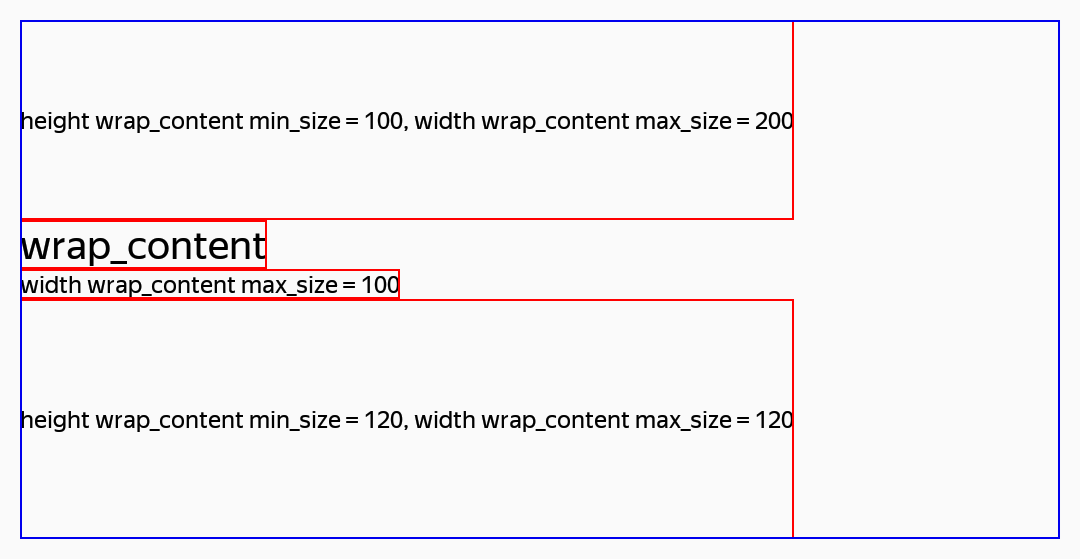 height wrap_content min_size = 100, width wrap_content max_size = 200
wrap_content
width wrap_content max_size = 100
height wrap_content min_size = 120, width wrap_content max_size = 120